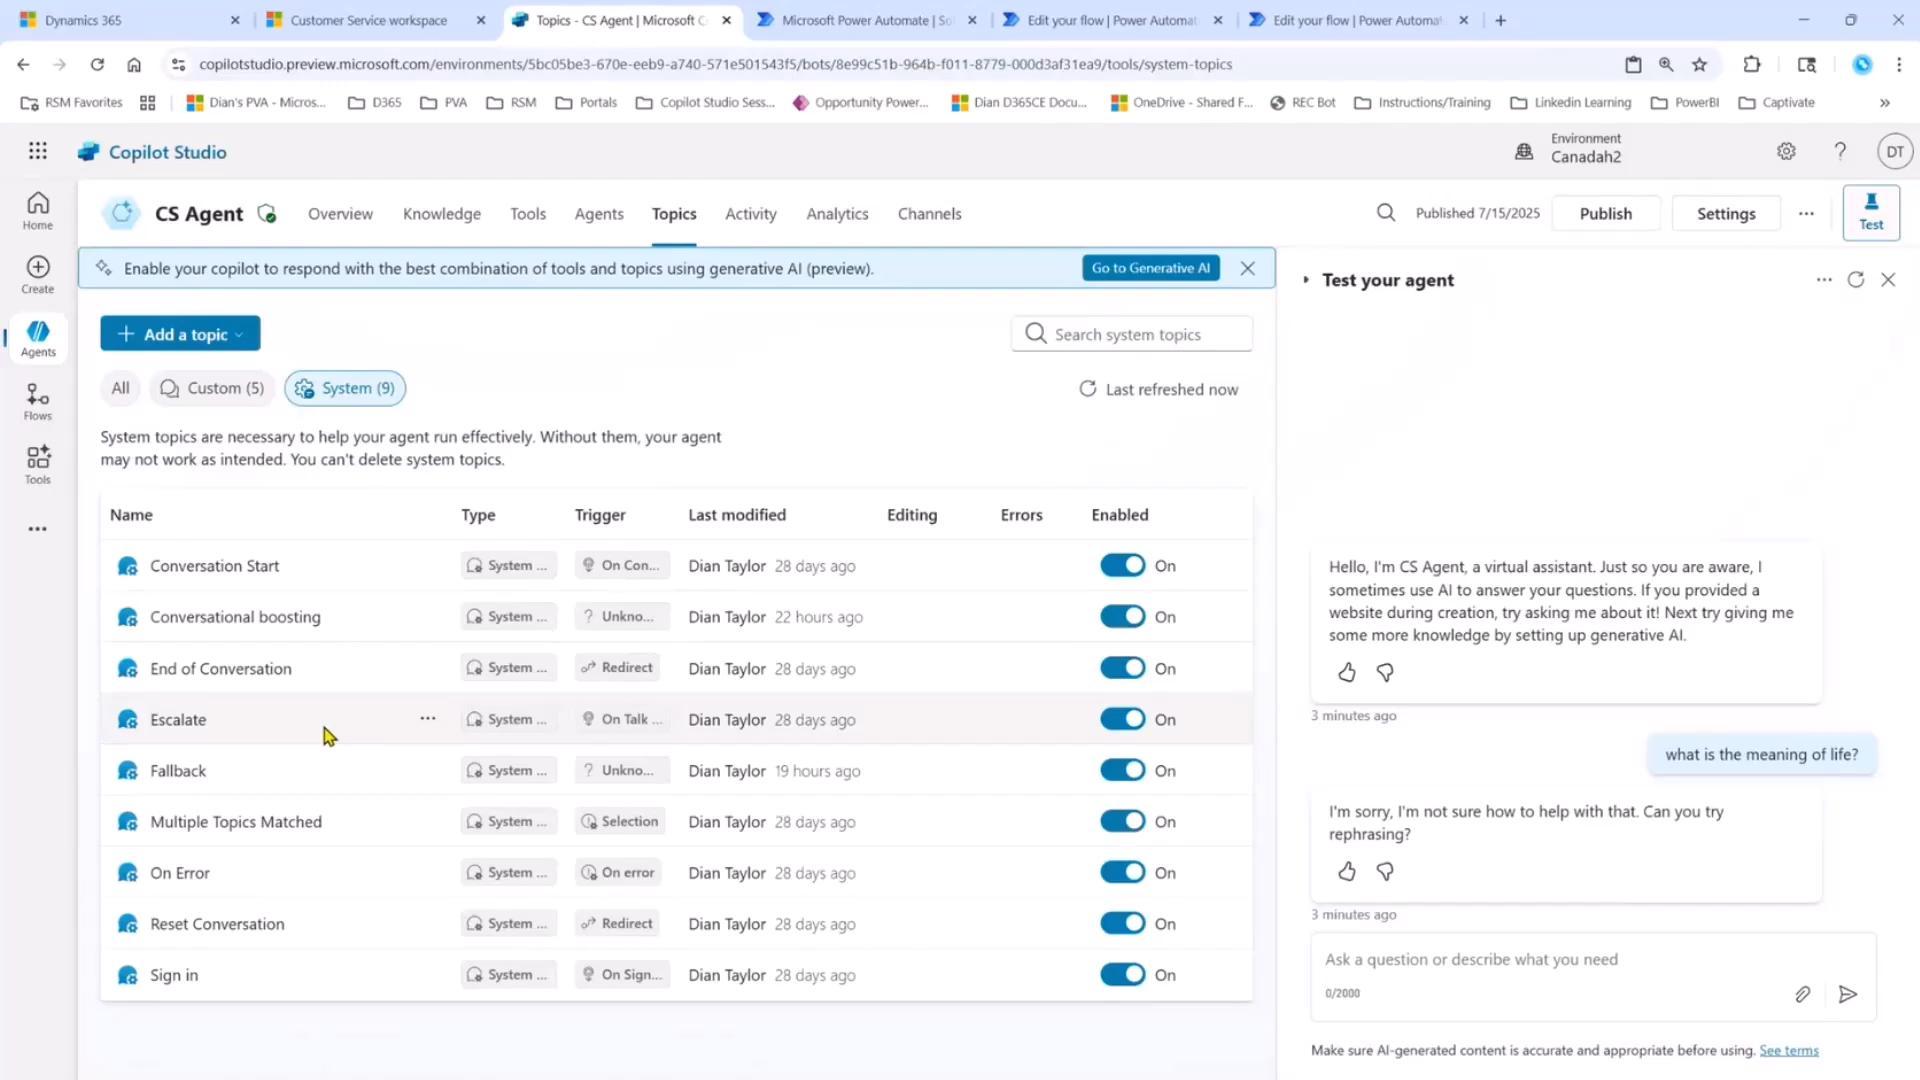 Dynamics 365
Customer Service workspace
Topics - CS Agent | Microsoft C
Microsoft Power Automate | So
Edit your flow | Power Automat
Edit your flow | Power Automat
copilotstudio.preview.microsoft.com/environments/5bc05be3-670e-eeb9-a740-571e501543f5/bots/8e99c51b-964b-f011-8779-000d3af31ea9/tools/system-topics
RSM Favorites
Dian's PVA - Micros...
D365
PVA
RSM
Portals
Copilot Studio Sess...
Opportunity Power...
Dian D365CE Docu...
OneDrive - Shared F...
REC Bot
Instructions/Training
Linkedin Learning
PowerBI
Captivate
Copilot Studio
Environment
Canadah2
DT
Home
Create
Agents
Flows
Tools
CS Agent
Overview
Knowledge
Tools
Agents
Topics
Activity
Analytics
Channels
Published 7/15/2025
Publish
Settings
Test
Enable your copilot to respond with the best combination of tools and topics using generative AI (preview).
Go to Generative AI
Add a topic
Search system topics
All
Custom (5)
System (9)
Last refreshed now
System topics are necessary to help your agent run effectively. Without them, your agent
may not work as intended. You can't delete system topics.
Name Type Trigger Last modified Editing Errors Enabled
Conversation Start System ... On Con... Dian Taylor 28 days ago On
Conversational boosting System ... Unkno... Dian Taylor 22 hours ago On
End of Conversation System ... Redirect Dian Taylor 28 days ago On
Escalate ... System ... On Talk ... Dian Taylor 28 days ago On
Fallback System ... Unkno... Dian Taylor 19 hours ago On
Multiple Topics Matched System ... Selection Dian Taylor 28 days ago On
On Error System ... On error Dian Taylor 28 days ago On
Reset Conversation System ... Redirect Dian Taylor 28 days ago On
Sign in System ... On Sign... Dian Taylor 28 days ago On
Test your agent
Hello, I'm CS Agent, a virtual assistant. Just so you are aware, I
sometimes use AI to answer your questions. If you provided a
website during creation, try asking me about it! Next try giving me
some more knowledge by setting up generative AI.
3 minutes ago
what is the meaning of life?
I'm sorry, I'm not sure how to help with that. Can you try
rephrasing?
3 minutes ago
Ask a question or describe what you need
0/2000
Make sure AI-generated content is accurate and appropriate before using. See terms